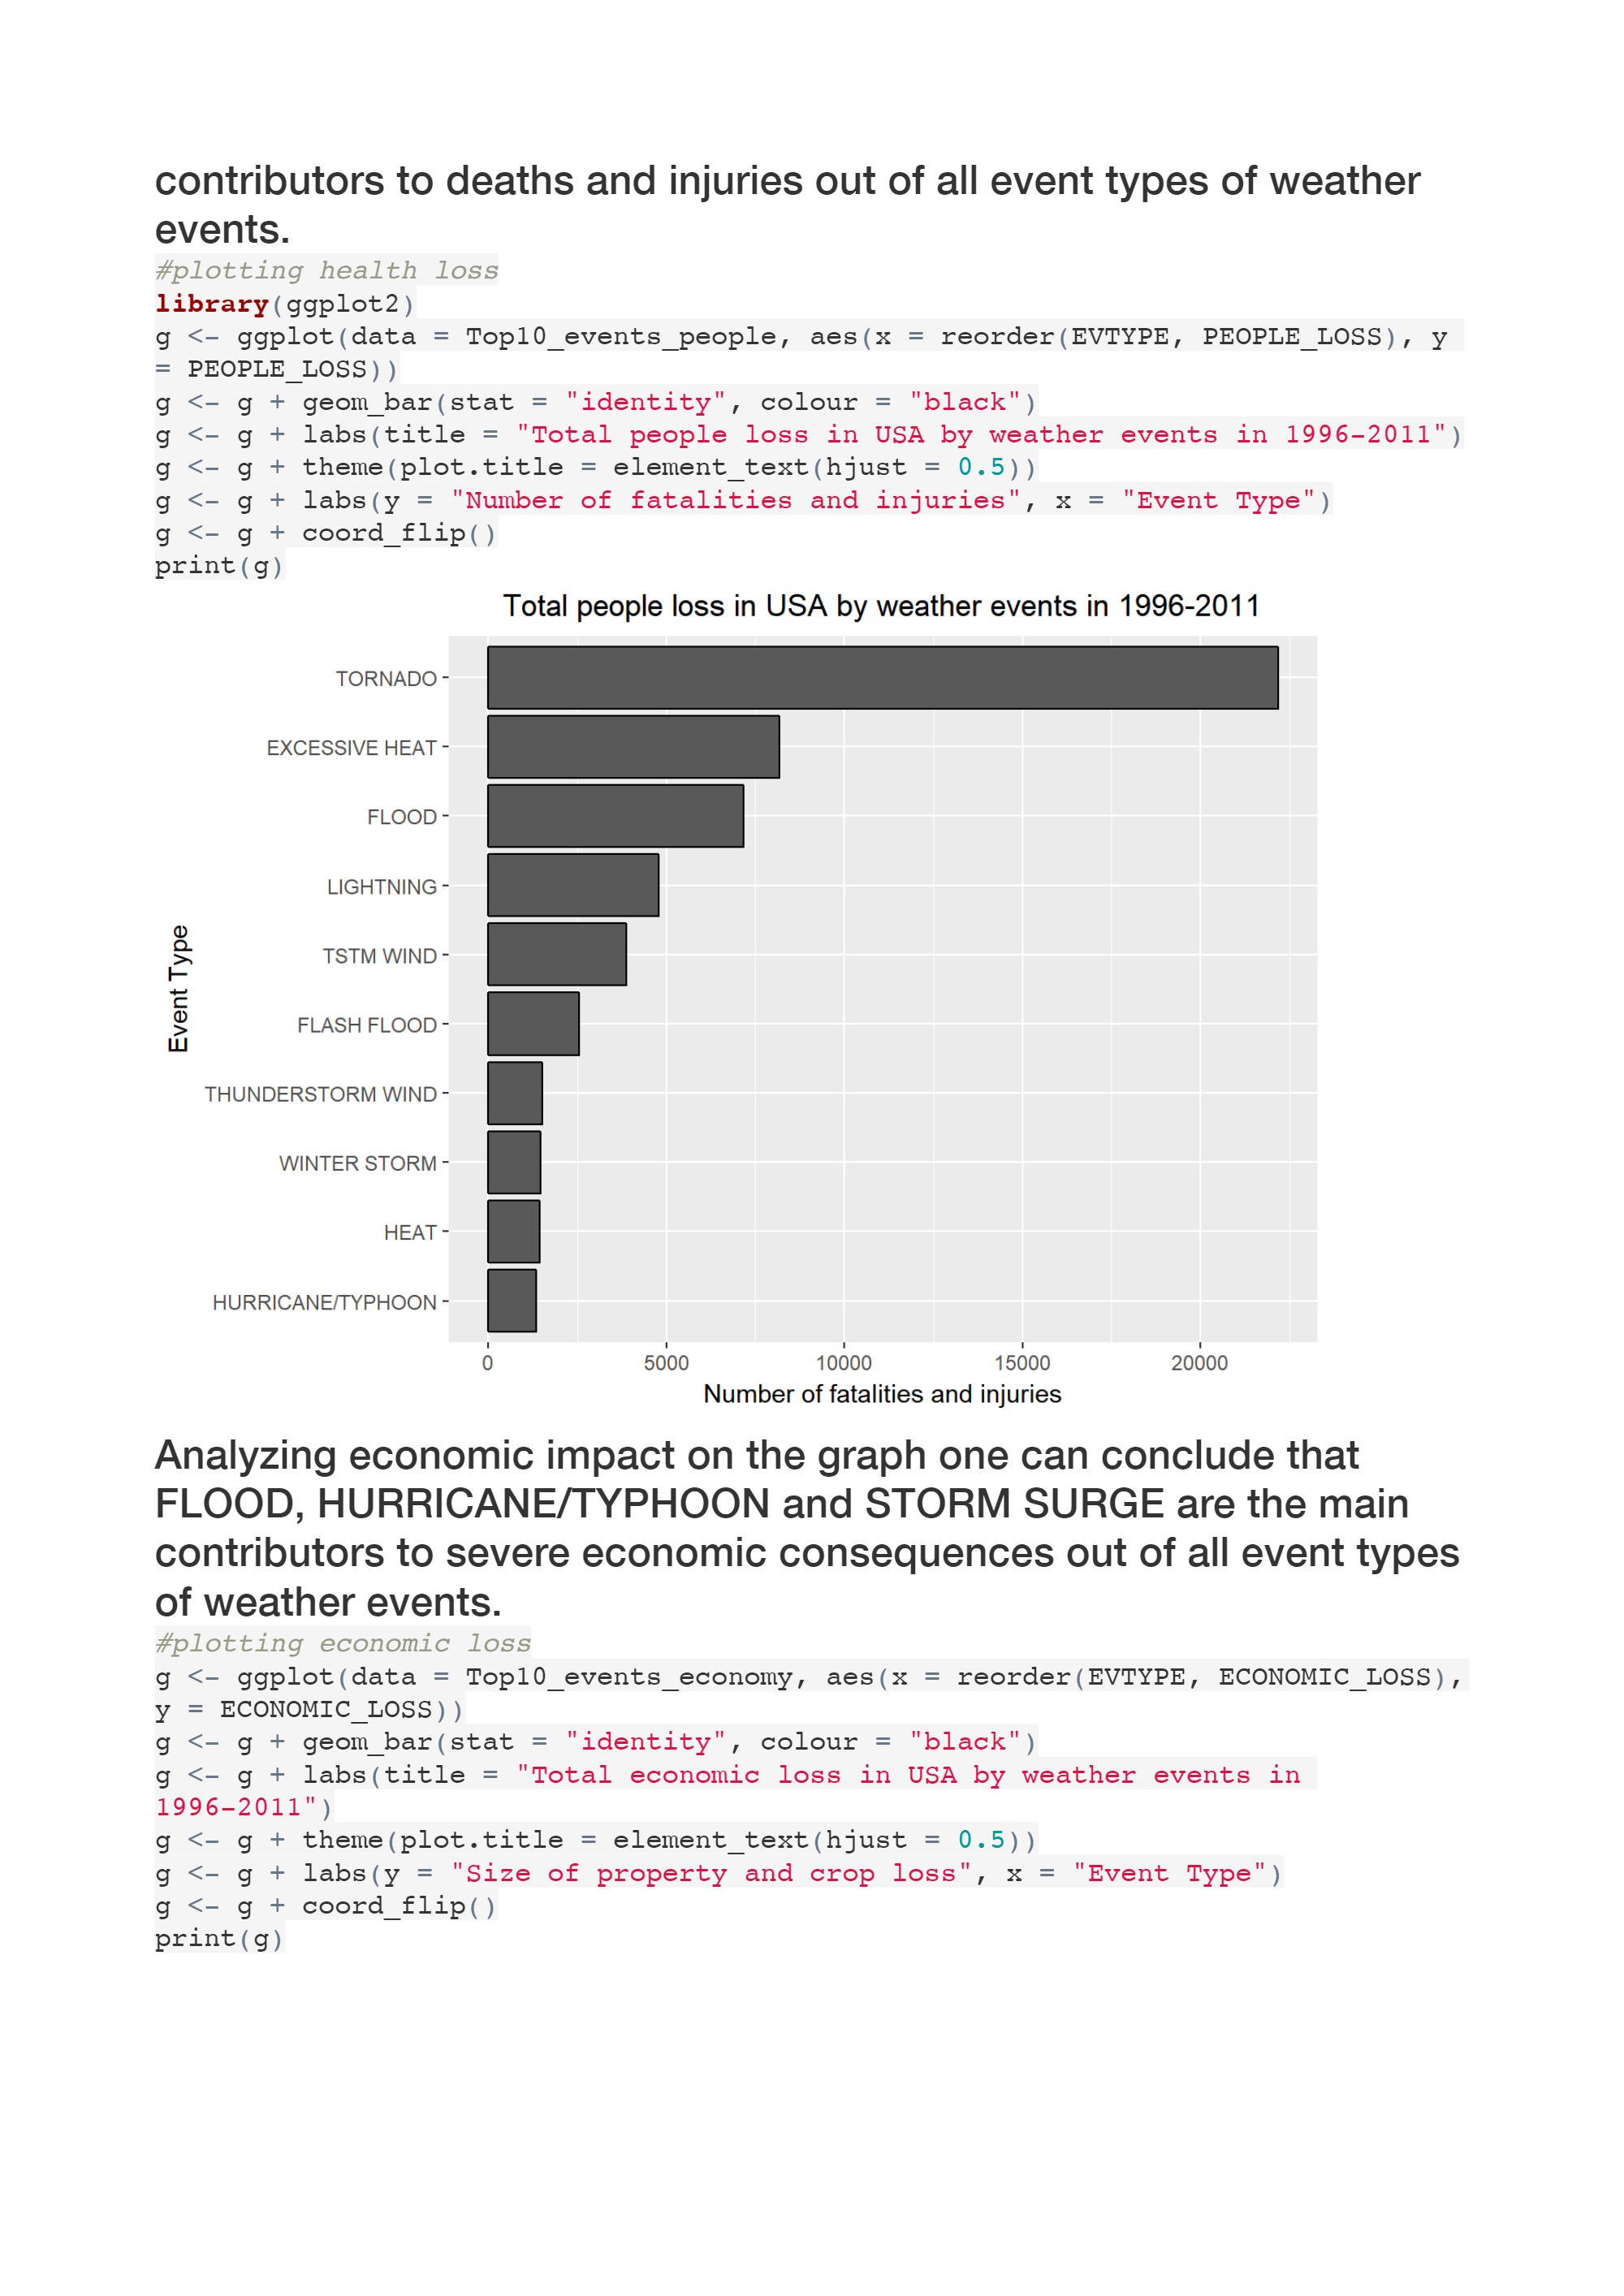 contributors to deaths and injuries out of all event types of weather
events.
#plotting health loss
library(ggplot2)
g <- ggplot(data = Top10_events_people, aes(x = reorder(EVTYPE, PEOPLE_LOSS), y
= PEOPLE_LOSS))
g <- g + geom_bar(stat = "identity", colour = "black")
g <- g + labs(title = "Total people loss in USA by weather events in 1996-2011")
g <- g + theme(plot.title = element_text(hjust = 0.5))
g <- g + labs(y = "Number of fatalities and injuries", x = "Event Type")
g <- g + coord_flip()
print(g)
Total people loss in USA by weather events in 1996-2011
Event Type
TORNADO
EXCESSIVE HEAT
FLOOD
LIGHTNING
TSTM WIND
FLASH FLOOD
THUNDERSTORM WIND
WINTER STORM
HEAT
HURRICANE/TYPHOON
0 5000 10000 15000 20000
Number of fatalities and injuries
Analyzing economic impact on the graph one can conclude that
FLOOD, HURRICANE/TYPHOON and STORM SURGE are the main
contributors to severe economic consequences out of all event types
of weather events.
#plotting economic loss
g <- ggplot(data = Top10_events_economy, aes(x = reorder(EVTYPE, ECONOMIC_LOSS),
y = ECONOMIC_LOSS))
g <- g + geom_bar(stat = "identity", colour = "black")
g <- g + labs(title = "Total economic loss in USA by weather events in
1996-2011")
g <- g + theme(plot.title = element_text(hjust = 0.5))
g <- g + labs(y = "Size of property and crop loss", x = "Event Type")
g <- g + coord_flip()
print(g)